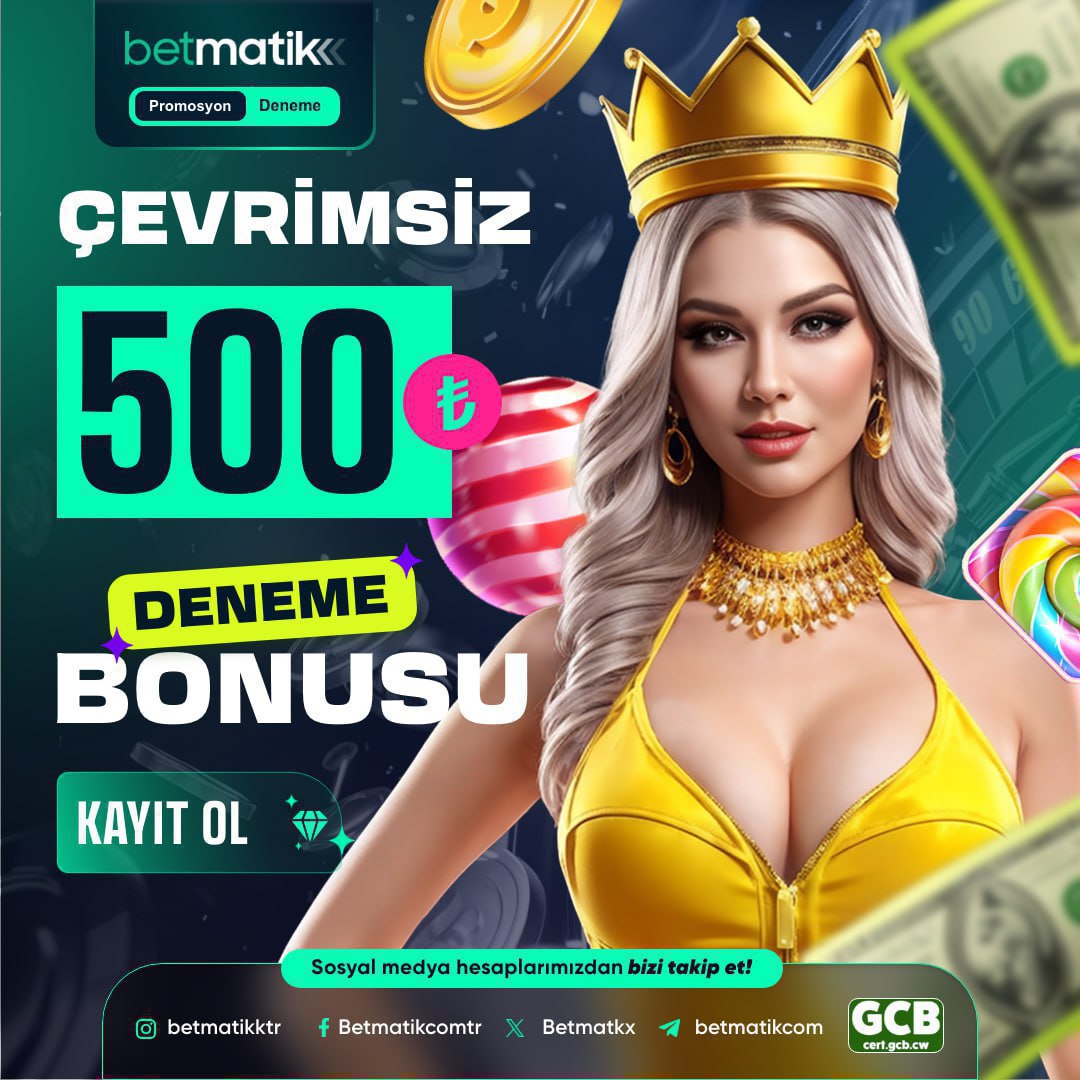 betmatik
Promosyon Deneme
ÇEVRİMSİZ
500 ₺
DENEME
BONUSU
KAYIT OL
Sosyal medya hesaplarımızdan bizi takip et!
betmatikktr Betmatikcomtr Betmatkx betmatikcom
GCB
cert.gcb.cw
90